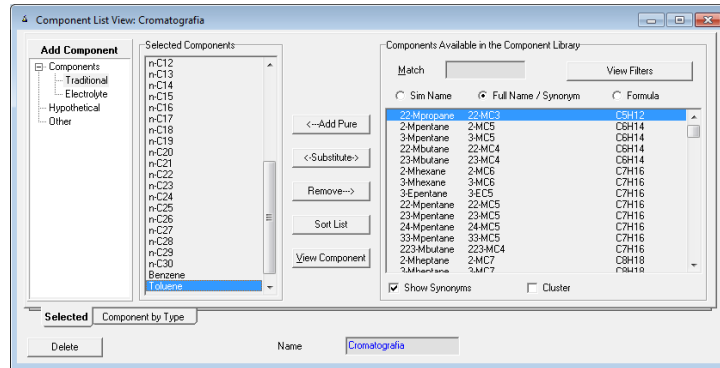 Component List View: Cromatografia
Add Component
Components
Traditional
Electrolyte
Hypothetical
Other
Selected Components
n-C12
n-C13
n-C14
n-C15
n-C16
n-C17
n-C18
n-C19
n-C20
n-C21
n-C22
n-C23
n-C24
n-C25
n-C26
n-C27
n-C28
n-C29
n-C30
Benzene
Toluene
<---Add Pure
<-Substitute->
Remove--->
Sort List
View Component
Components Available in the Component Library
Match
View Filters
Sim Name Full Name / Synonym Formula
22-Mpropane 22-MC3 C5H12
2-Mpentane 2-MC5 C6H14
3-Mpentane 3-MC5 C6H14
22-Mbutane 22-MC4 C6H14
23-Mbutane 23-MC4 C6H14
2-Mhexane 2-MC6 C7H16
3-Mhexane 3-MC6 C7H16
3-Epentane 3-EC5 C7H16
22-Mpentane 22-MC5 C7H16
23-Mpentane 23-MC5 C7H16
24-Mpentane 24-MC5 C7H16
33-Mpentane 33-MC5 C7H16
223-Mbutane 223-MC4 C7H16
2-Mheptane 2-MC7 C8H18
3-Mheptane 3-MC7 C8H18
Show Synonyms Cluster
Selected Component by Type
Delete Name Cromatografia